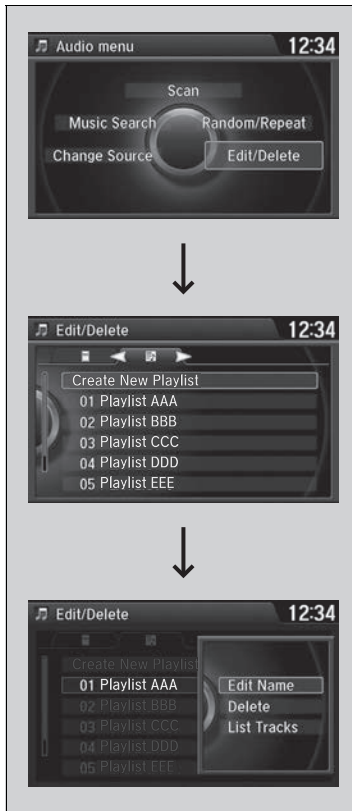 Audio menu 12:34
Scan
Music Search Random/Repeat
Change Source Edit/Delete
Edit/Delete 12:34
Create New Playlist
01 Playlist AAA
02 Playlist BBB
03 Playlist CCC
04 Playlist DDD
05 Playlist EEE
Edit/Delete 12:34
Create New Playlist
01 Playlist AAA Edit Name
02 Playlist BBB Delete
03 Playlist CCC List Tracks
04 Playlist DDD
05 Playlist EEE